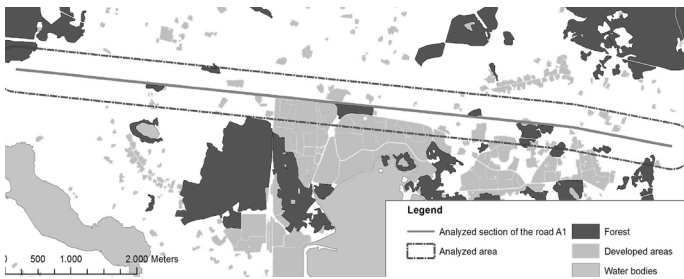 Legend
Analyzed section of the road A1
Analyzed area
Forest
Developed areas
Water bodies
0 500 1.000 2.000 Meters